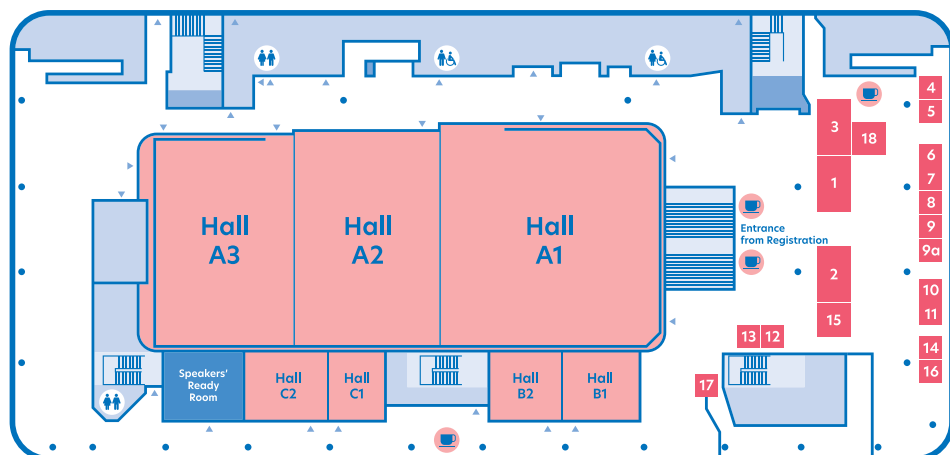 4
5
3
18
6
7
1
8
9
9a
Hall
A3
Hall
A2
Hall
A1
Entrance
from Registration
2
10
11
15
13
12
14
16
17
Speakers'
Ready
Room
Hall
C2
Hall
C1
Hall
B2
Hall
B1